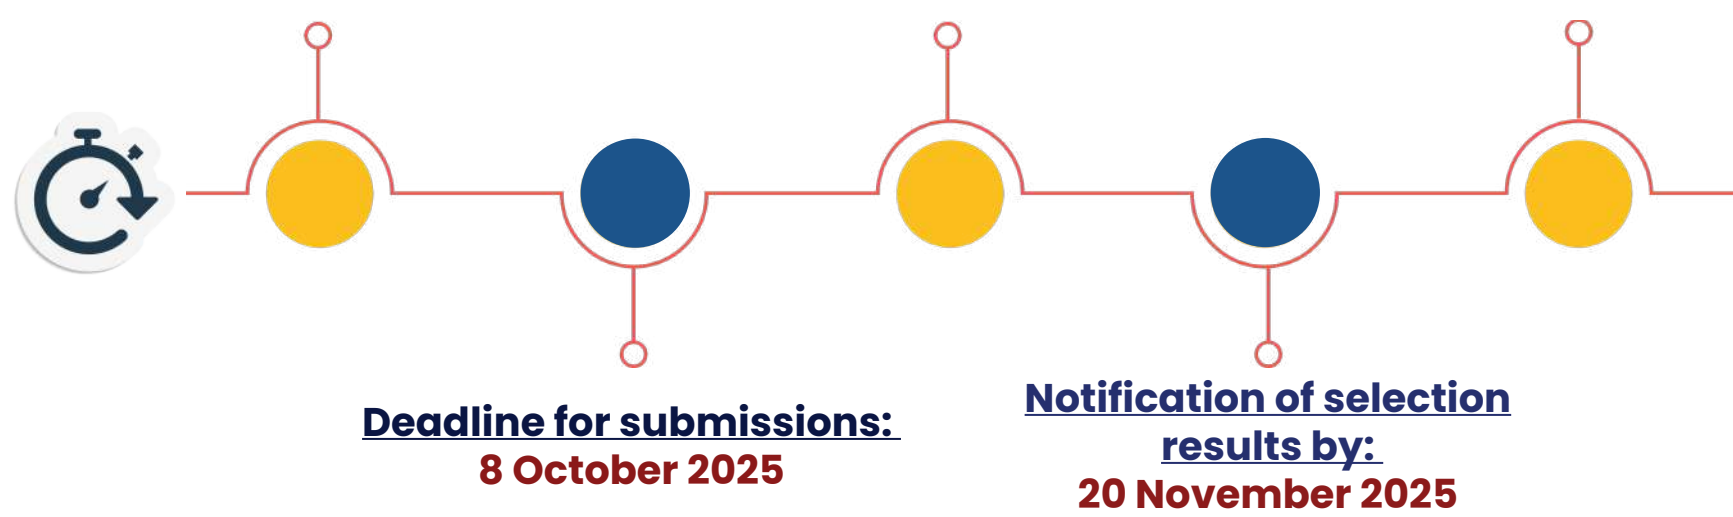 Deadline for submissions:
8 October 2025
Notification of selection
results by:
20 November 2025